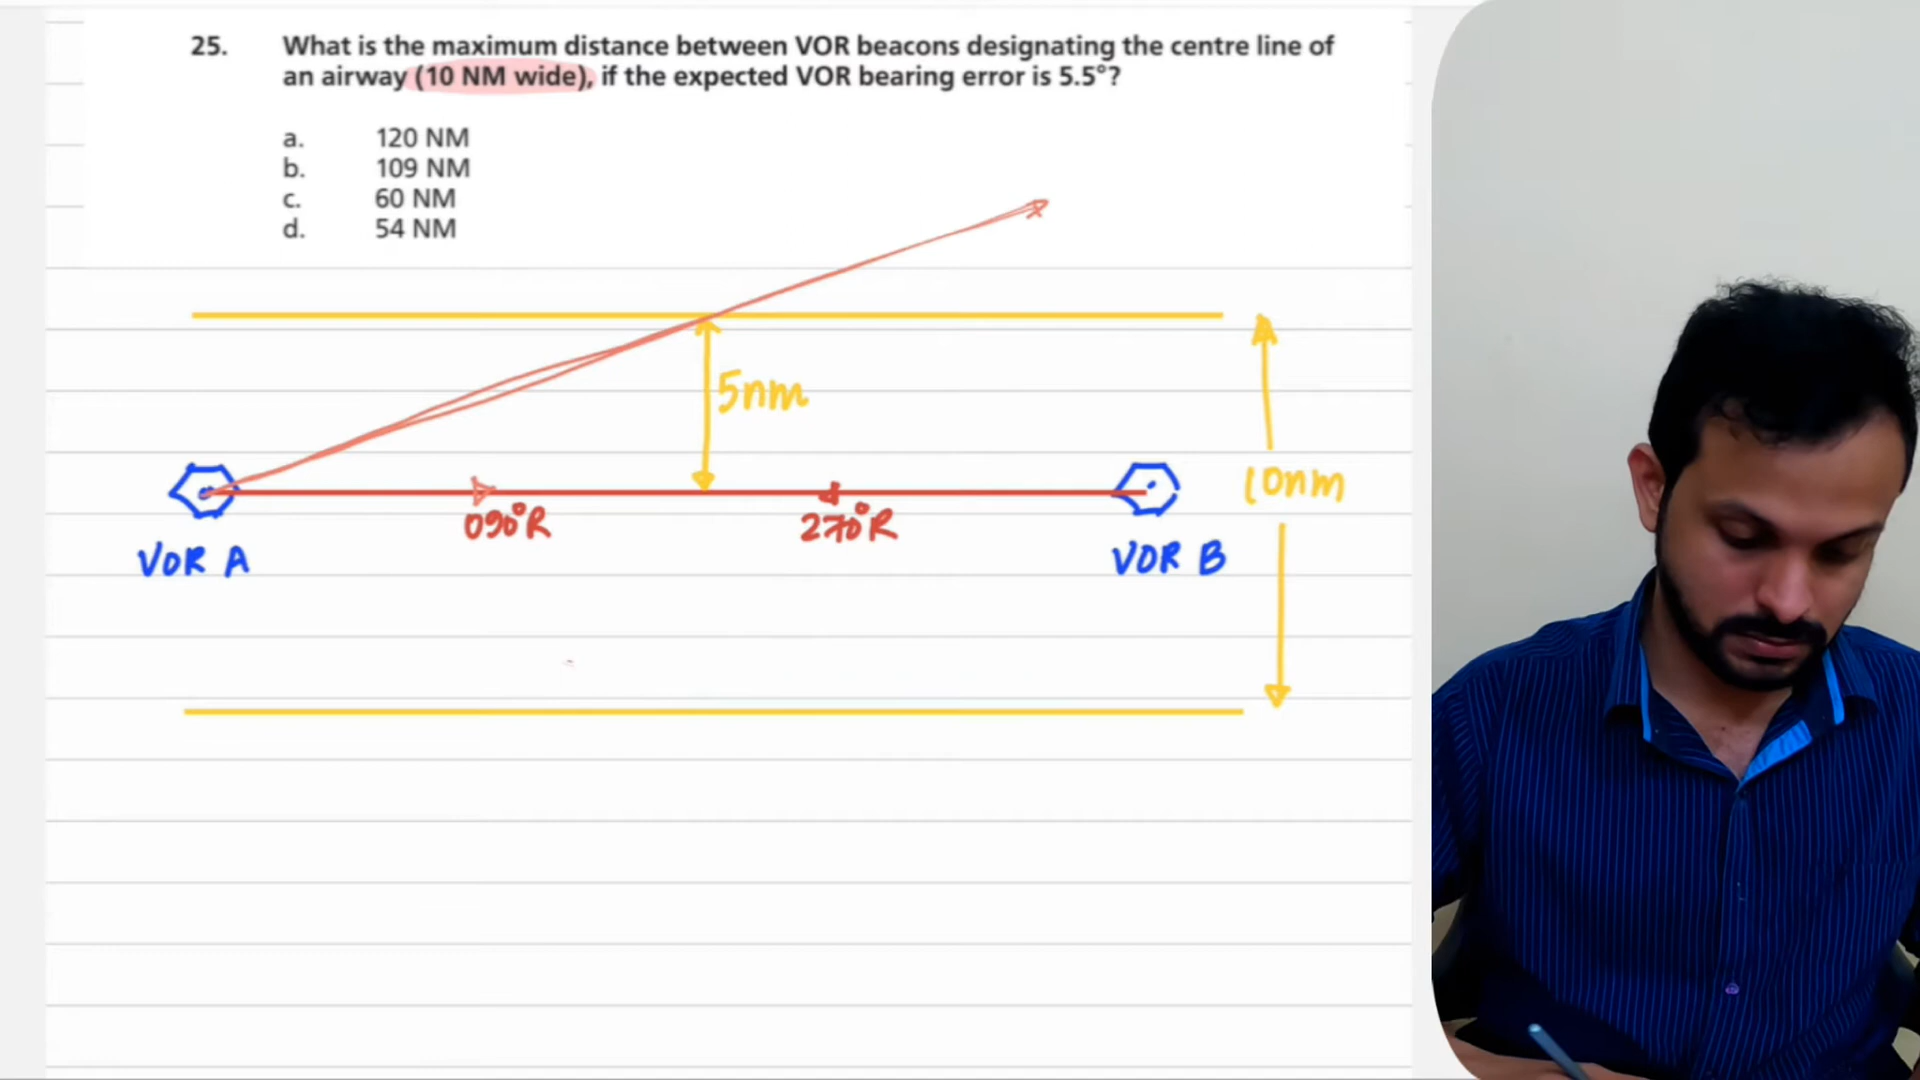 25. What is the maximum distance between VOR beacons designating the centre line of
an airway (10 NM wide), if the expected VOR bearing error is 5.5°?
a. 120 NM
b. 109 NM
c. 60 NM
d. 54 NM
5nm
10nm
090°R
270°R
VOR A
VOR B